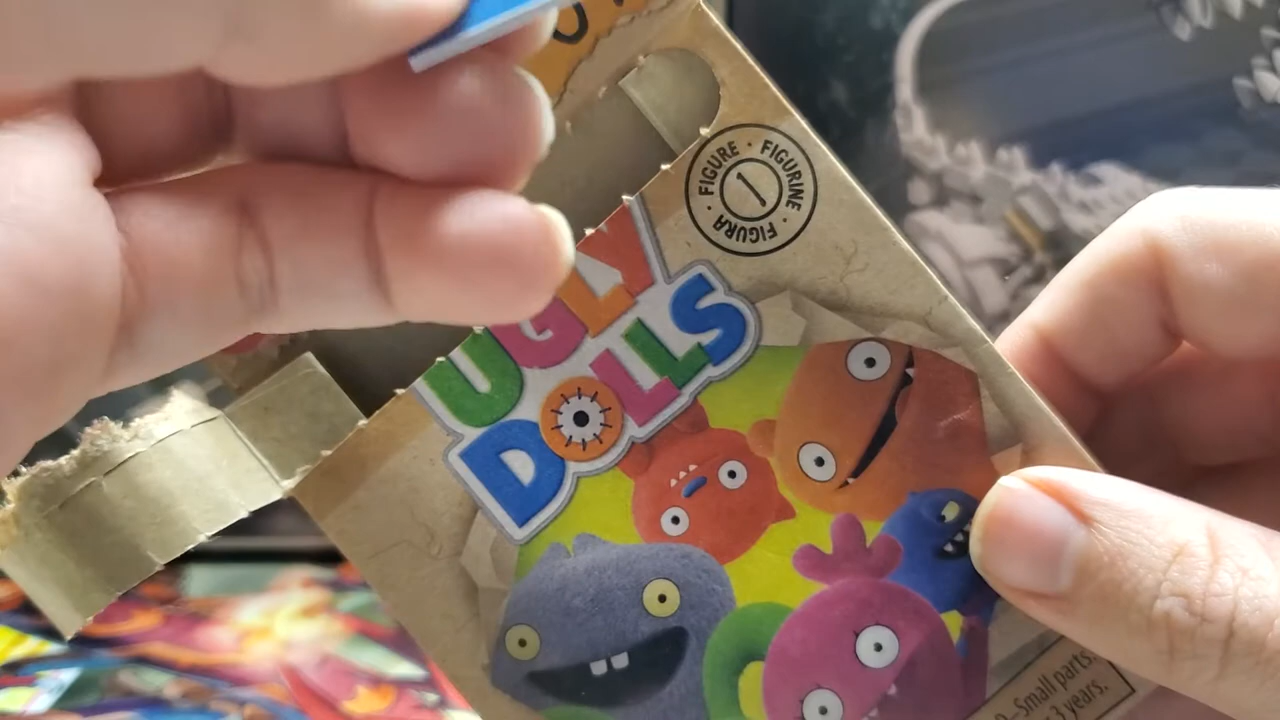 FIGURE · FIGURINE · FIGURA ·
1
UGLY
DOLLS
Small parts.
3 years.